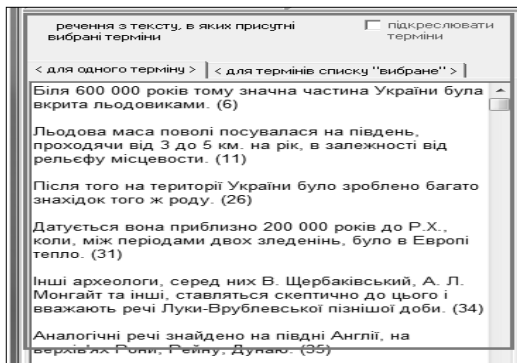 речення з тексту, в яких присутні
вибрані терміни
підкреслювати
терміни
< для одного терміну >
< для термінів списку "вибране" >
Біля 600 000 років тому значна частина України була
вкрита льодовиками. (6)
Льодова маса поволі посувалася на південь,
проходячи від 3 до 5 км. на рік, в залежності від
рельєфу місцевости. (11)
Після того на території України було зроблено багато
знахідок того ж роду. (26)
Датується вона приблизно 200 000 років до Р.Х.,
коли, між періодами двох зледенінь, було в Европі
тепло. (31)
Інші археологи, серед них В. Щербаківський, А. Л.
Монгайт та інші, ставляться скептично до цього і
вважають речі Луки-Врублевської пізнішої доби. (34)
Аналогічні речі знайдено на півдні Англії, на
верхів'ях Рони, Рейну, Дунаю. (35)